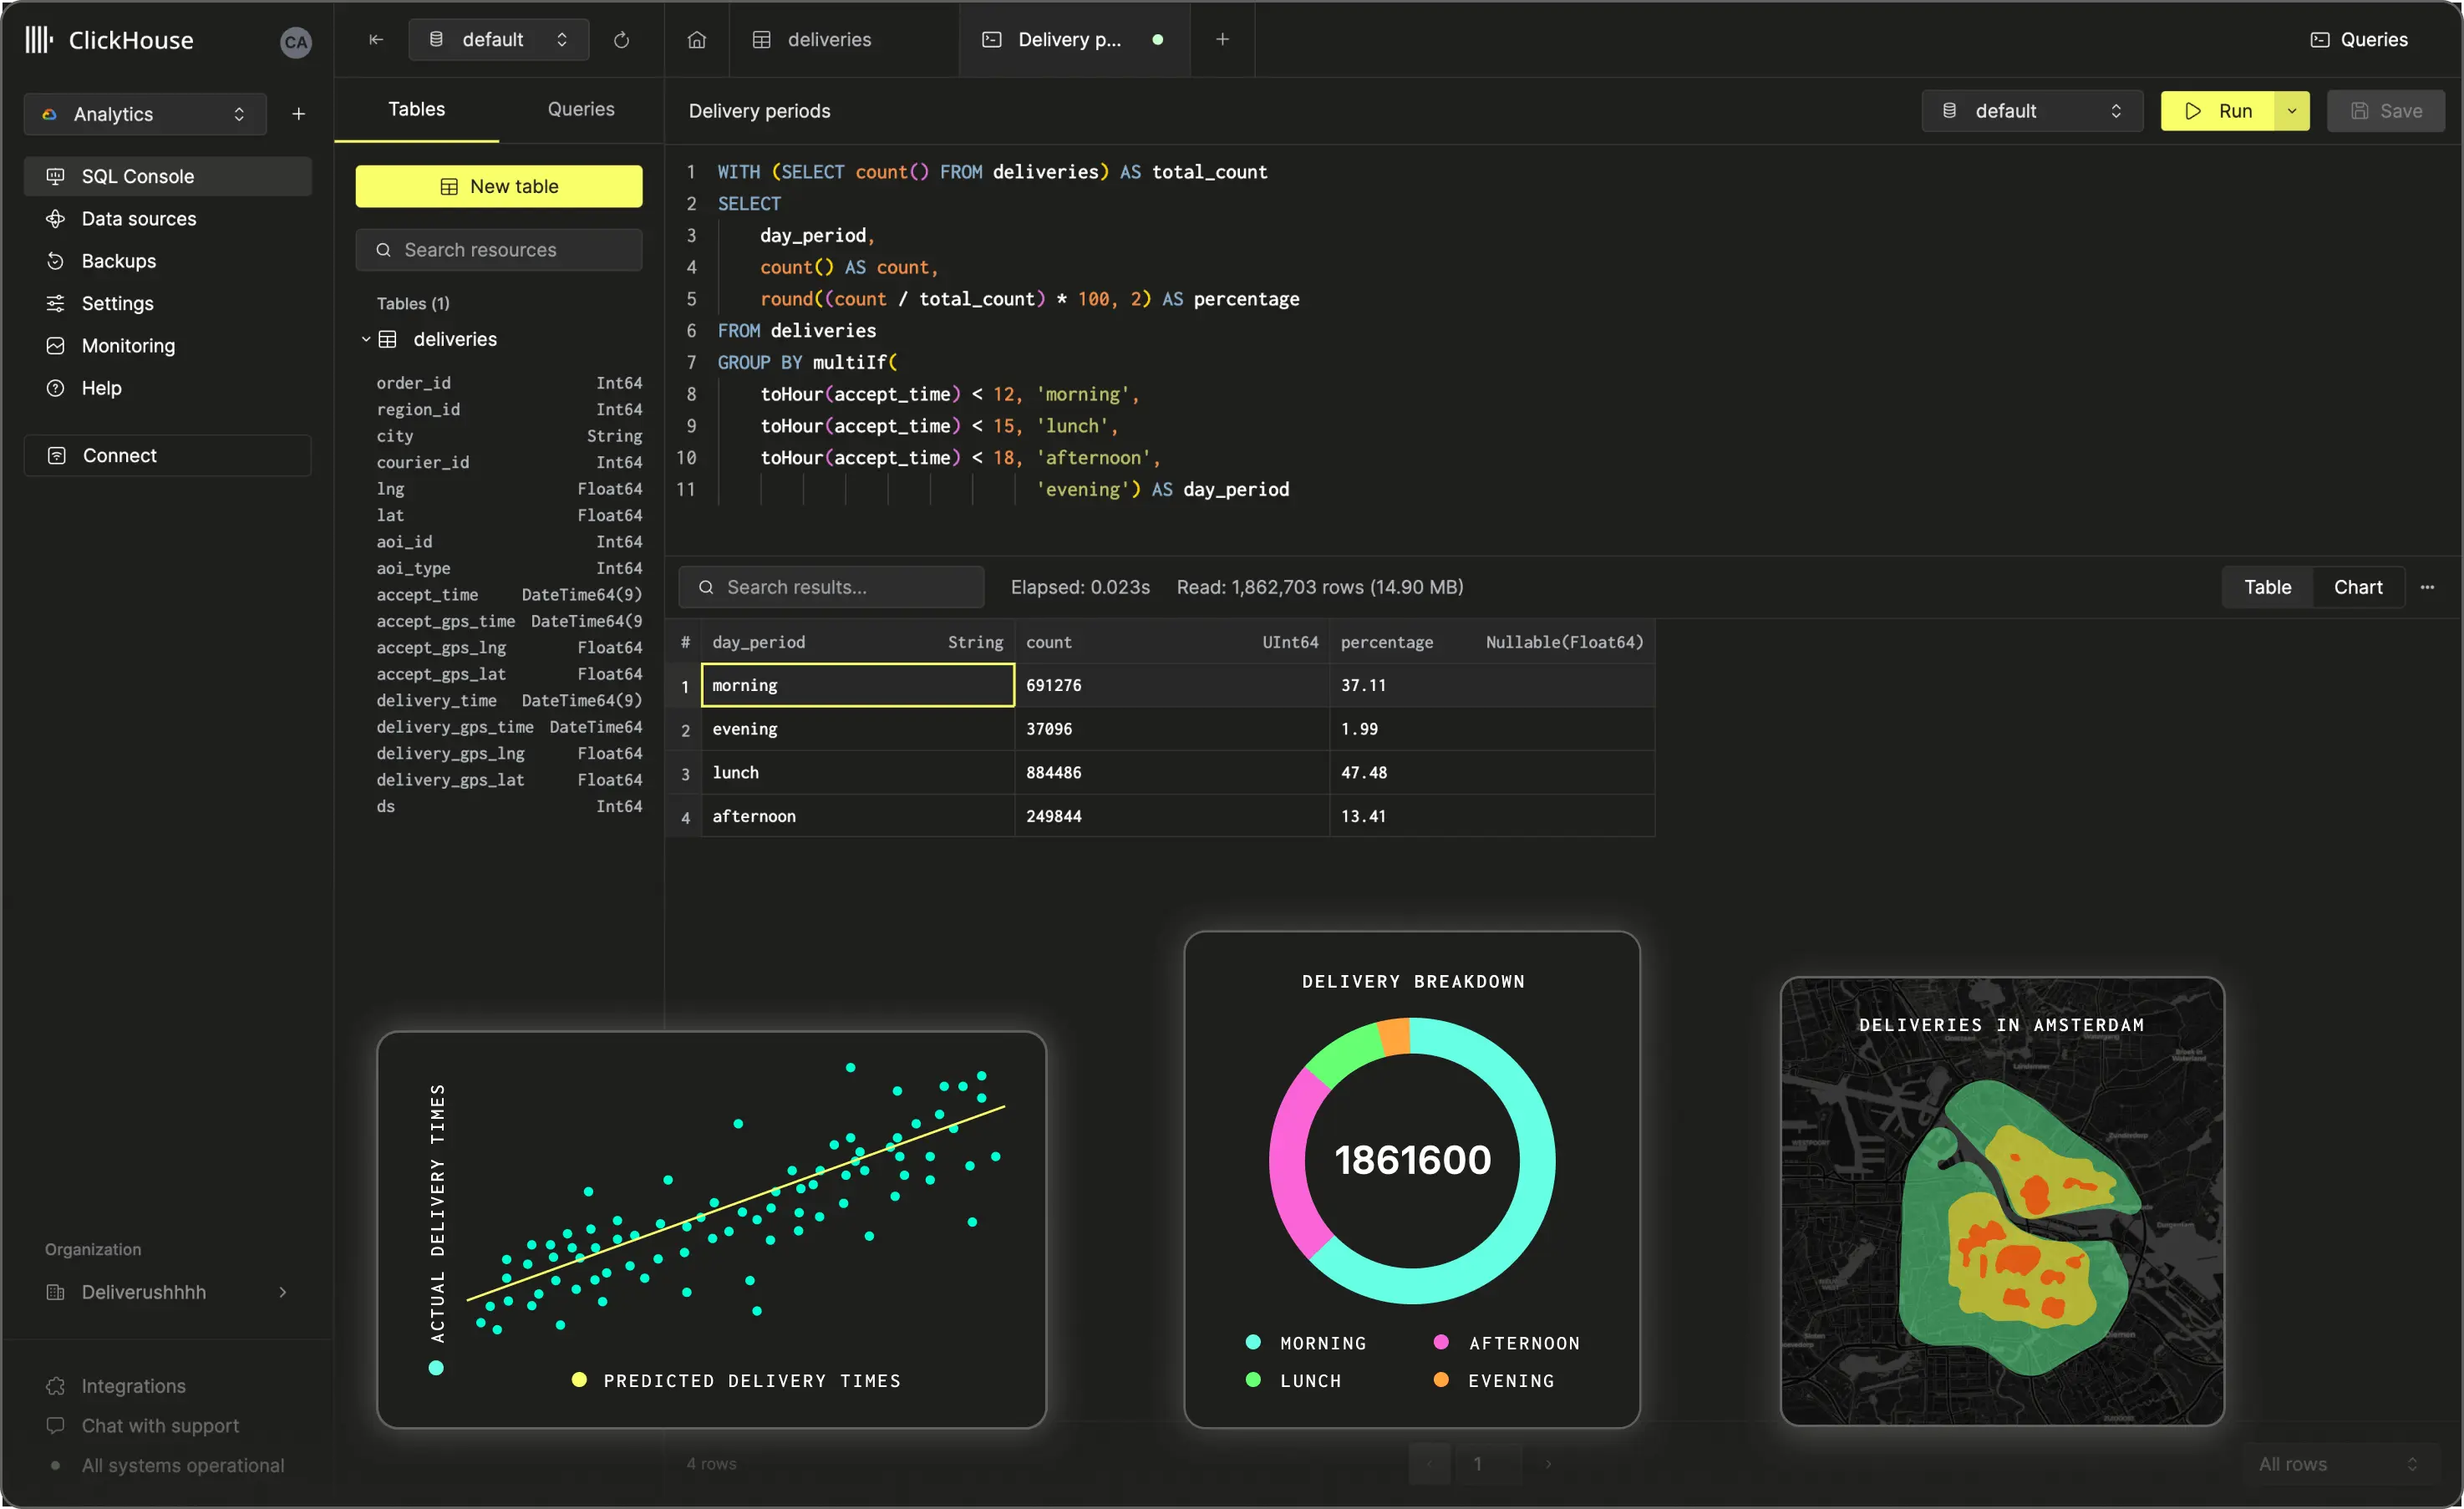 ClickHouse
CA
Analytics
SQL Console
Data sources
Backups
Settings
Monitoring
Help
Connect
Organization
Deliverushhhh
Integrations
Chat with support
All systems operational
default
Tables
Queries
New table
Search resources
Tables (1)
deliveries
order_id Int64
region_id Int64
city String
courier_id Int64
lng Float64
lat Float64
aoi_id Int64
aoi_type Int64
accept_time DateTime64(9)
accept_gps_time DateTime64(9
accept_gps_lng Float64
accept_gps_lat Float64
delivery_time DateTime64(9)
delivery_gps_time DateTime64
delivery_gps_lng Float64
delivery_gps_lat Float64
ds Int64
deliveries
Delivery p...
Queries
Delivery periods
default
Run
Save
1 WITH (SELECT count() FROM deliveries) AS total_count
2 SELECT
3 day_period,
4 count() AS count,
5 round((count / total_count) * 100, 2) AS percentage
6 FROM deliveries
7 GROUP BY multiIf(
8 toHour(accept_time) < 12, 'morning',
9 toHour(accept_time) < 15, 'lunch',
10 toHour(accept_time) < 18, 'afternoon',
11 'evening') AS day_period
Search results...
Elapsed: 0.023s
Read: 1,862,703 rows (14.90 MB)
Table
Chart
# day_period String count UInt64 percentage Nullable(Float64)
1 morning 691276 37.11
2 evening 37096 1.99
3 lunch 884486 47.48
4 afternoon 249844 13.41
ACTUAL DELIVERY TIMES
PREDICTED DELIVERY TIMES
DELIVERY BREAKDOWN
1861600
MORNING
AFTERNOON
LUNCH
EVENING
DELIVERIES IN AMSTERDAM
4 rows
1
All rows